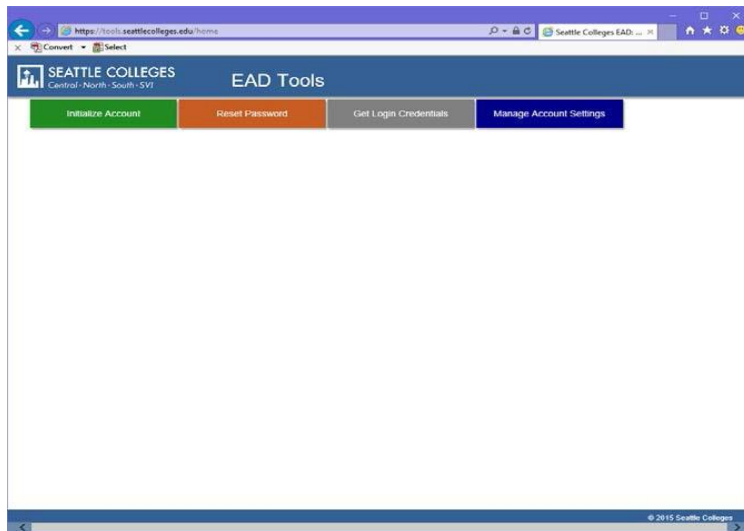 https://tools.seattlecolleges.edu/home
Seattle Colleges EAD: ...
Convert
Select
SEATTLE COLLEGES
Central·North·South·SVI
EAD Tools
Initialize Account
Reset Password
Get Login Credentials
Manage Account Settings
© 2015 Seattle Colleges